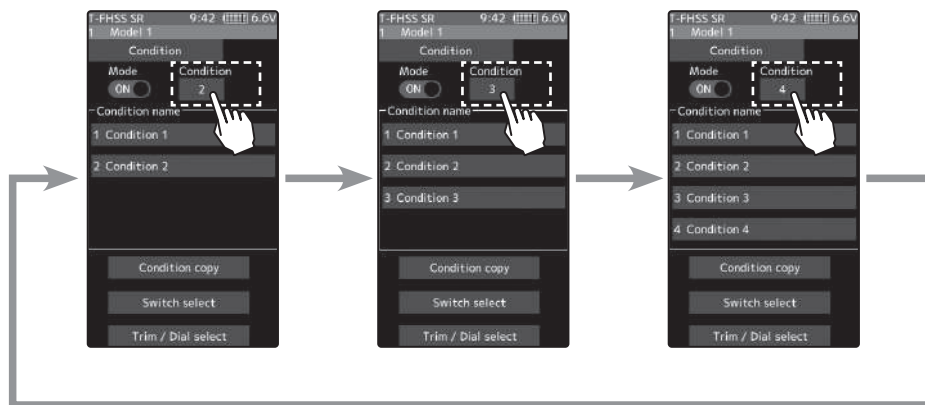 T-FHSS SR 9:42 6.6V
1 Model 1
Condition
Mode Condition
ON 2
Condition name
1 Condition 1
2 Condition 2
Condition copy
Switch select
Trim / Dial select
T-FHSS SR 9:42 6.6V
1 Model 1
Condition
Mode Condition
ON 3
Condition name
1 Condition 1
2 Condition 2
3 Condition 3
Condition copy
Switch select
Trim / Dial select
T-FHSS SR 9:42 6.6V
1 Model 1
Condition
Mode Condition
ON 4
Condition name
1 Condition 1
2 Condition 2
3 Condition 3
4 Condition 4
Condition copy
Switch select
Trim / Dial select